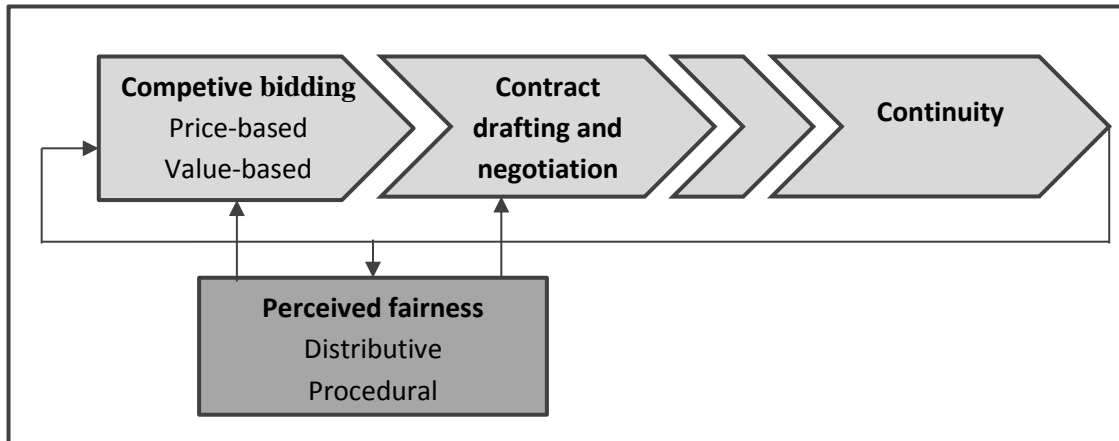 Competive bidding
Price-based
Value-based
Contract
drafting and
negotiation
Continuity
Perceived fairness
Distributive
Procedural